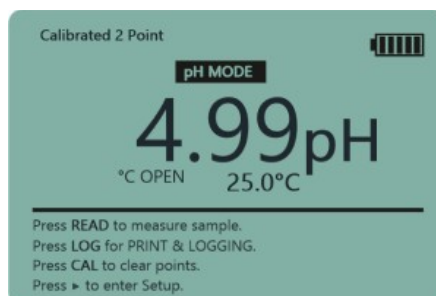 Calibrated 2 Point
pH MODE
4.99pH
°C OPEN 25.0°C
Press READ to measure sample.
Press LOG for PRINT & LOGGING.
Press CAL to clear points.
Press ► to enter Setup.